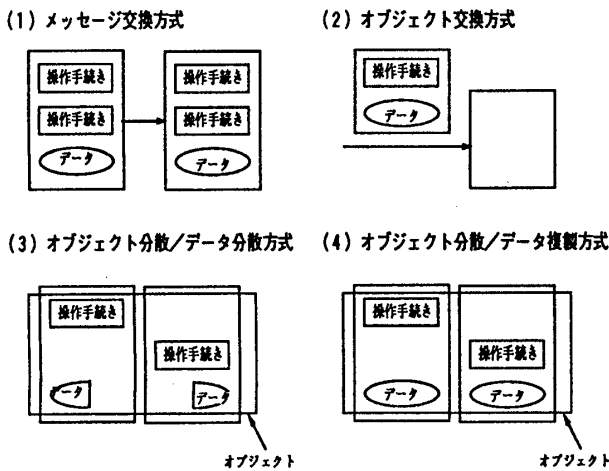 (1) メッセージ交換方式
操作手続き
操作手続き
データ
操作手続き
操作手続き
データ
(2) オブジェクト交換方式
操作手続き
データ
(3) オブジェクト分散/データ分散方式
操作手続き
操作手続き
データ
データ
オブジェクト
(4) オブジェクト分散/データ複製方式
操作手続き
操作手続き
データ
データ
オブジェクト